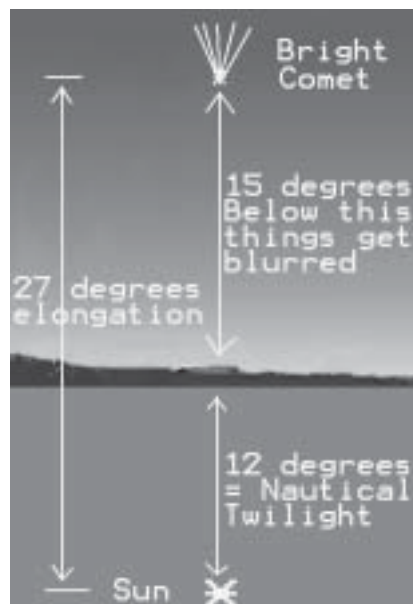 Bright
Comet
15 degrees
Below this
things get
blurred
27 degrees
elongation
12 degrees
= Nautical
Twilight
Sun